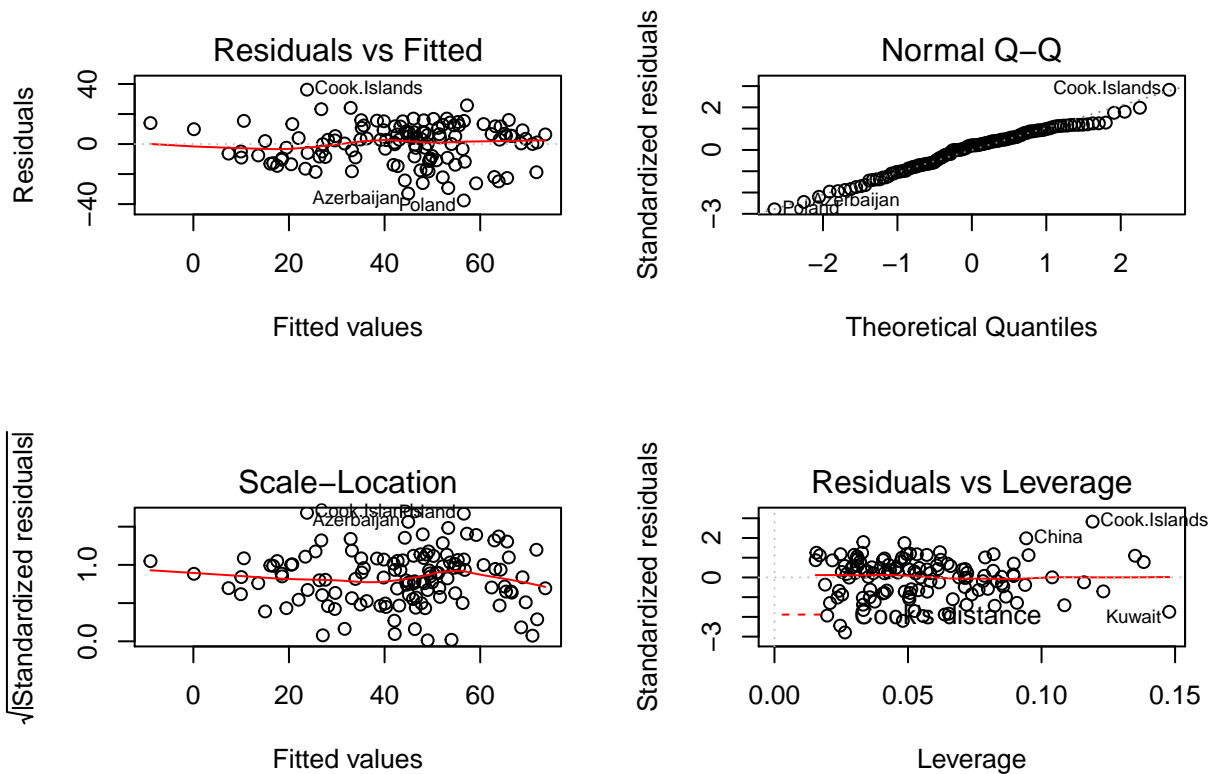 Residuals vs Fitted
Residuals
40
0
−40
Cook.Islands
Azerbaijan
Poland
0 20 40 60
Fitted values
Normal Q−Q
Standardized residuals
2
0
−3
Cook.Islands
Azerbaijan
Poland
−2 −1 0 1 2
Theoretical Quantiles
Scale−Location
√|Standardized residuals|
1.0
0.0
Cook.Islands
Poland
Azerbaijan
0 20 40 60
Fitted values
Residuals vs Leverage
Standardized residuals
2
0
−3
Cook.Islands
China
Kuwait
Cook's distance
0.00 0.05 0.10 0.15
Leverage